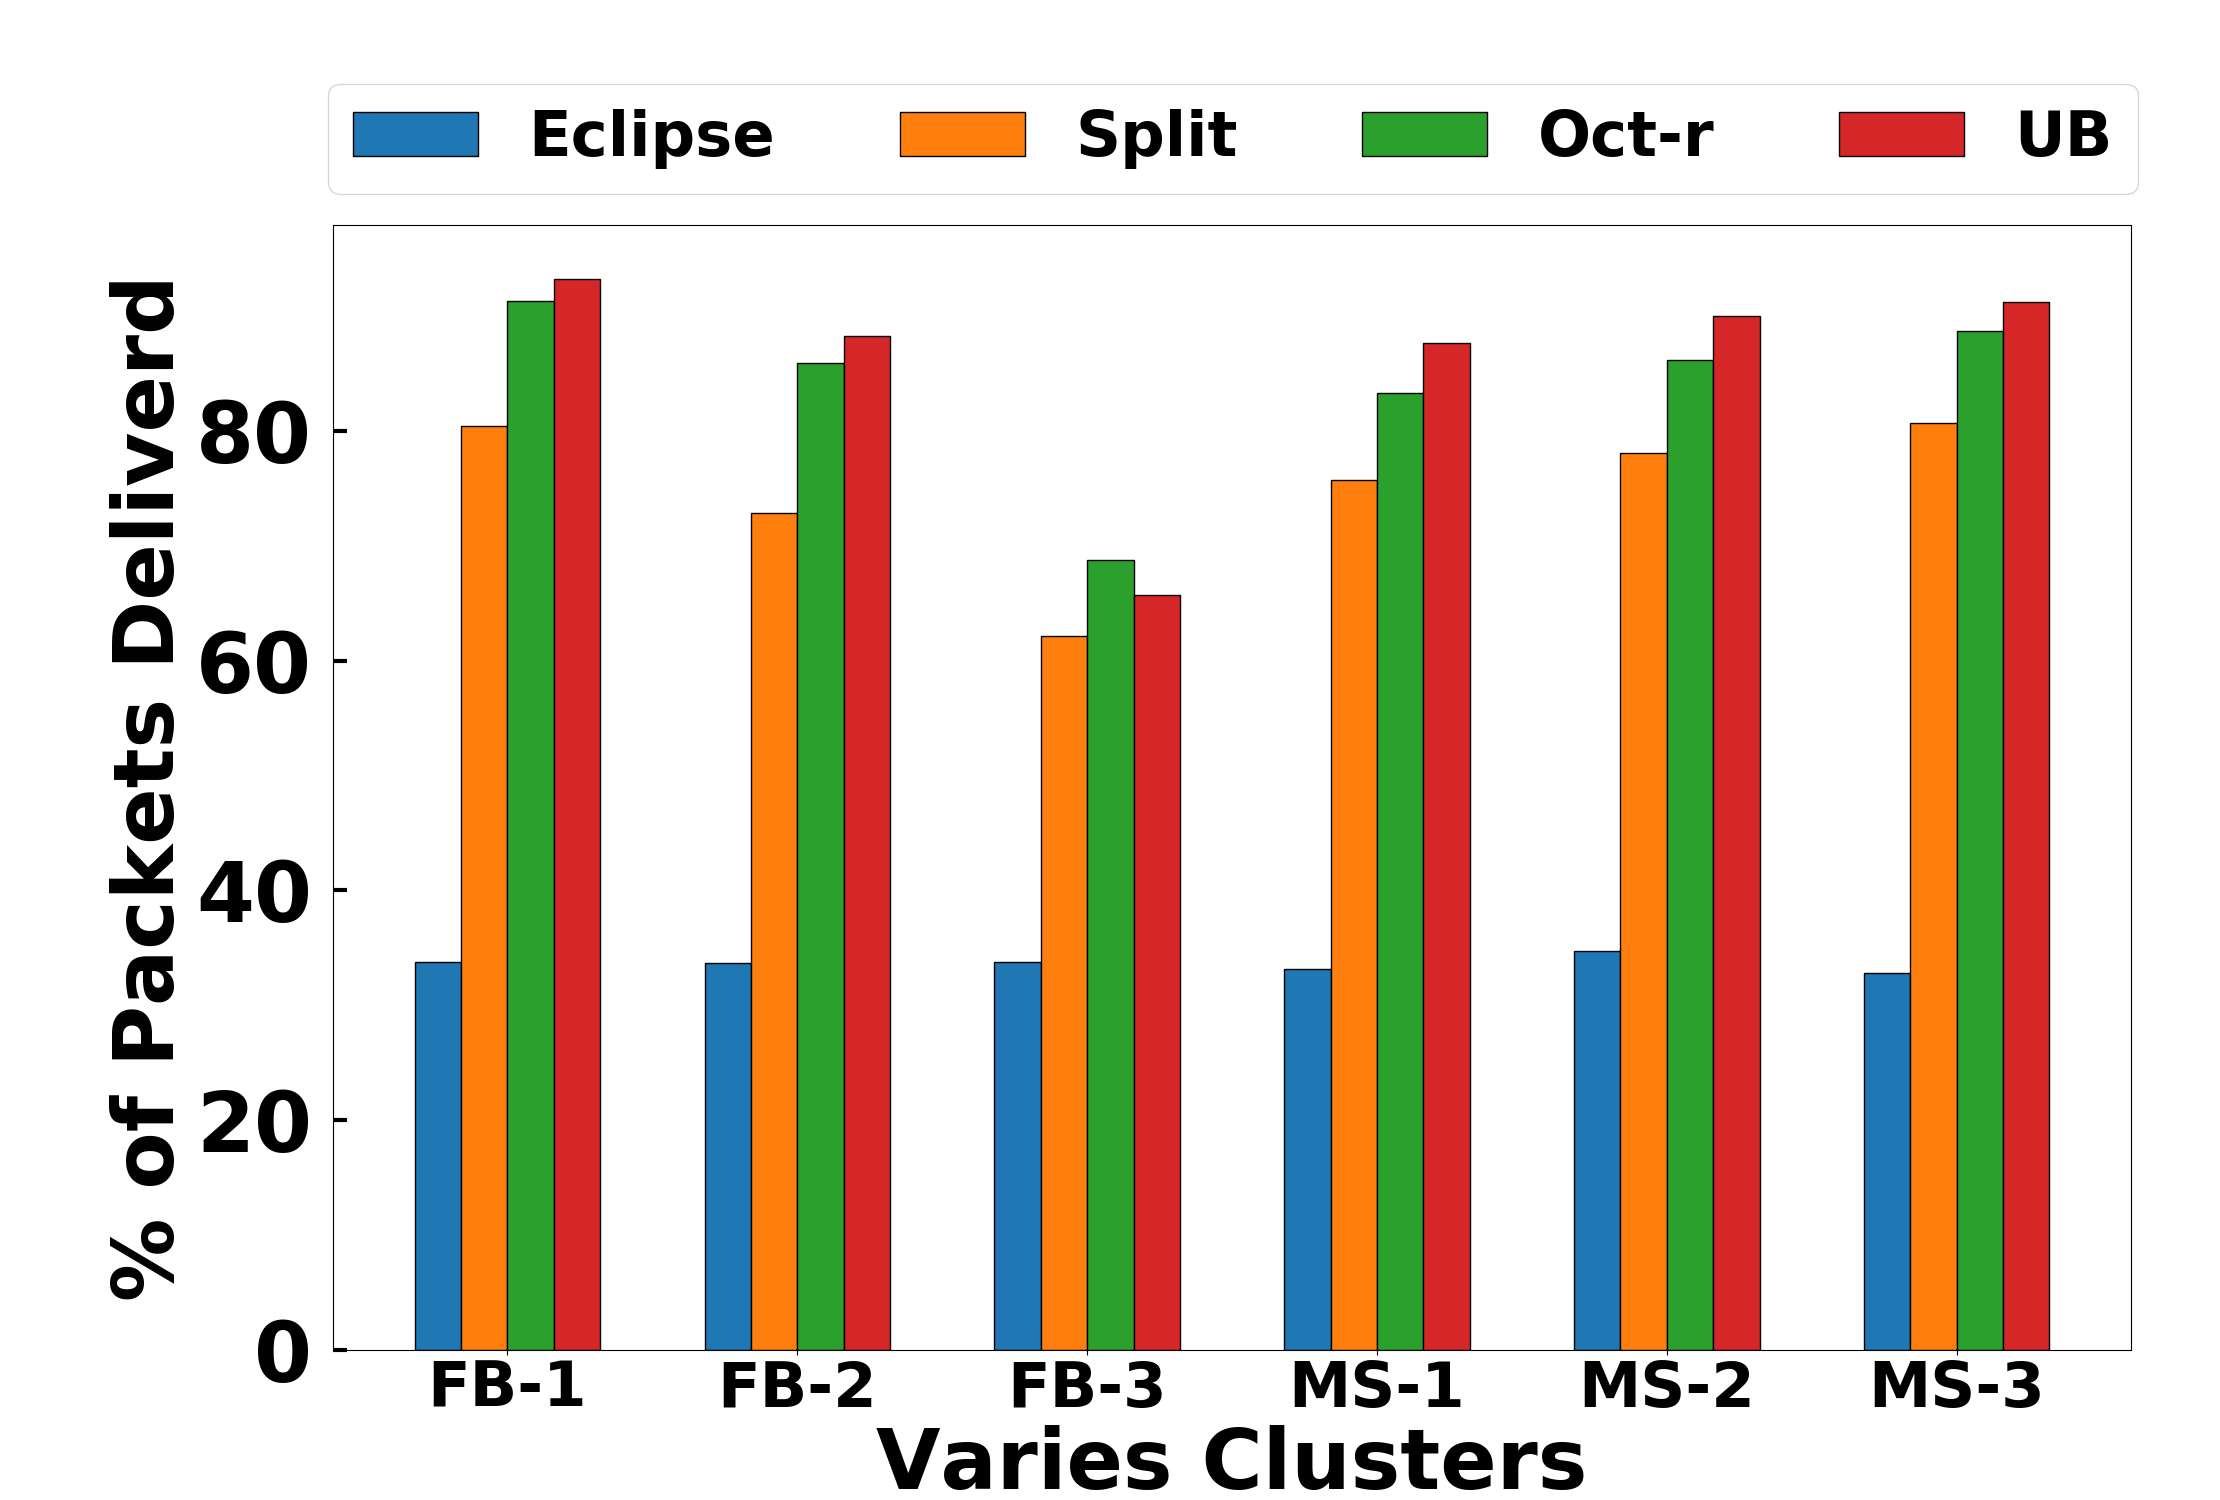 Eclipse Split Oct-r UB
% of Packets Deliverd
80
60
40
20
0
FB-1 FB-2 FB-3 MS-1 MS-2 MS-3
Varies Clusters